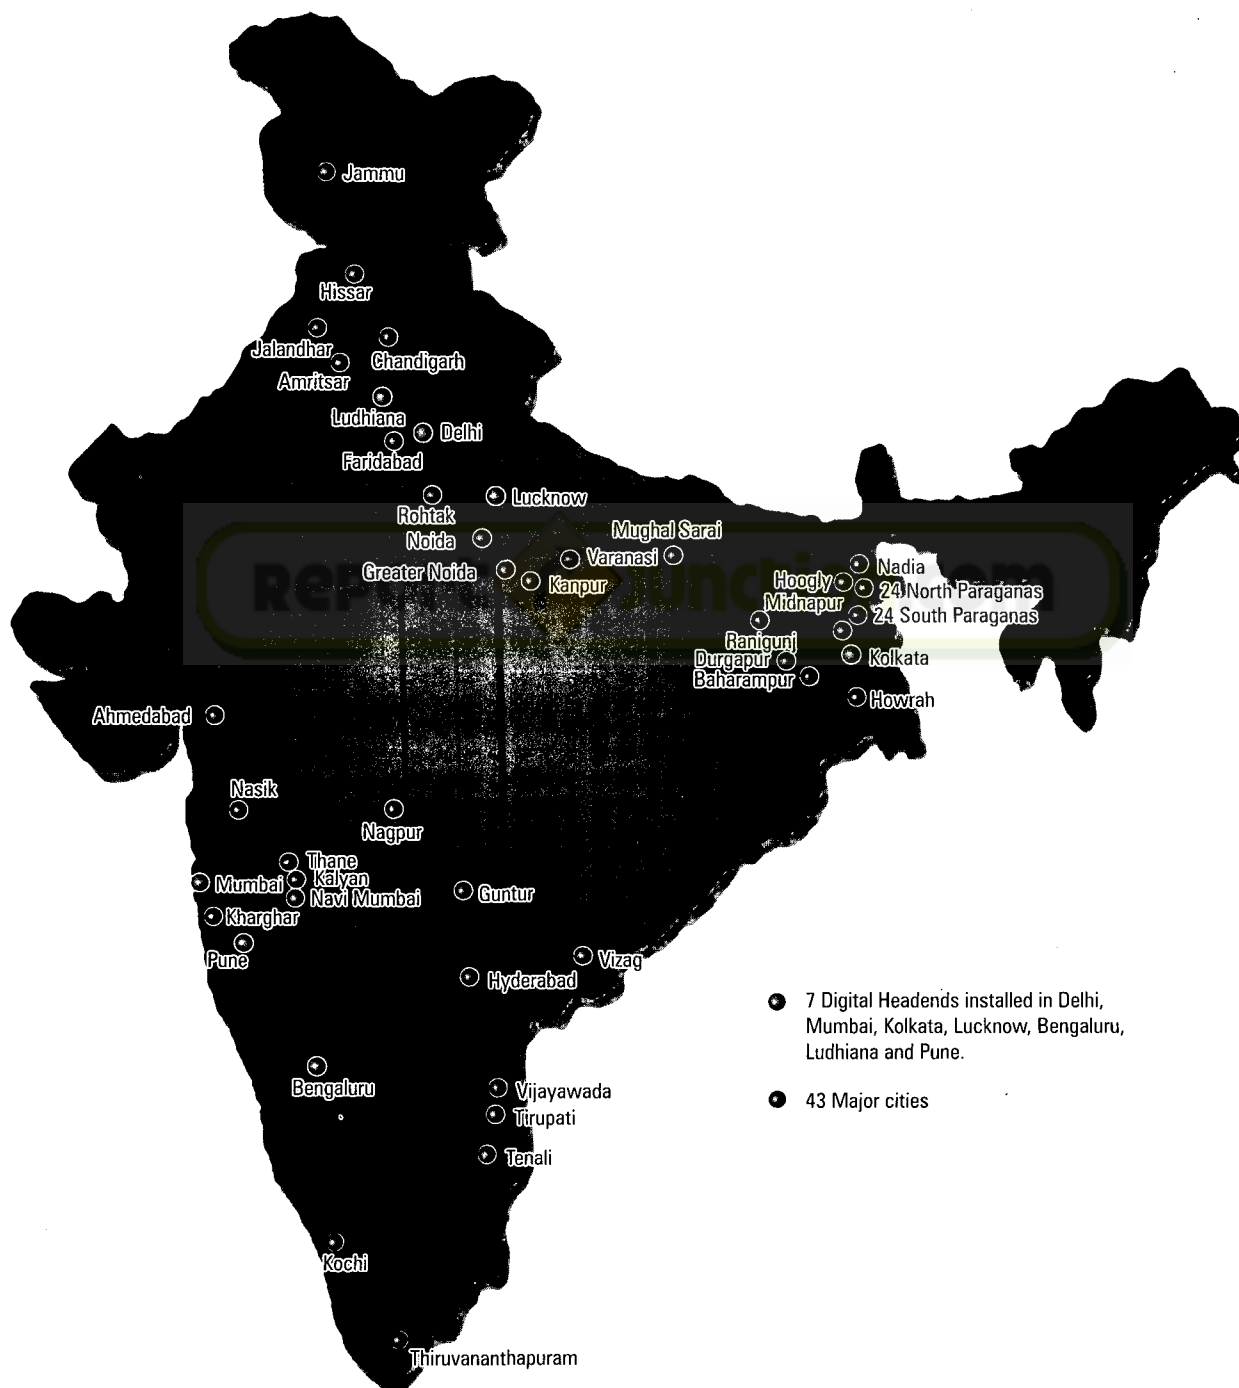 Jammu
Hissar
Jalandhar
Chandigarh
Amritsar
Ludhiana
Delhi
Faridabad
Lucknow
Rohtak
Mughal Sarai
Noida
Varanasi
Greater Noida
Kanpur
Nadia
Hoogly
24 North Paraganas
Midnapur
24 South Paraganas
Ranigunj
Durgapur
Kolkata
Baharampur
Howrah
Ahmedabad
Nasik
Nagpur
Thane
Mumbai
Kalyan
Navi Mumbai
Guntur
Kharghar
Pune
Vizag
Hyderabad
7 Digital Headends installed in Delhi,
Mumbai, Kolkata, Lucknow, Bengaluru,
Ludhiana and Pune.
Bengaluru
Vijayawada
43 Major cities
Tirupati
Tenali
Kochi
Thiruvananthapuram